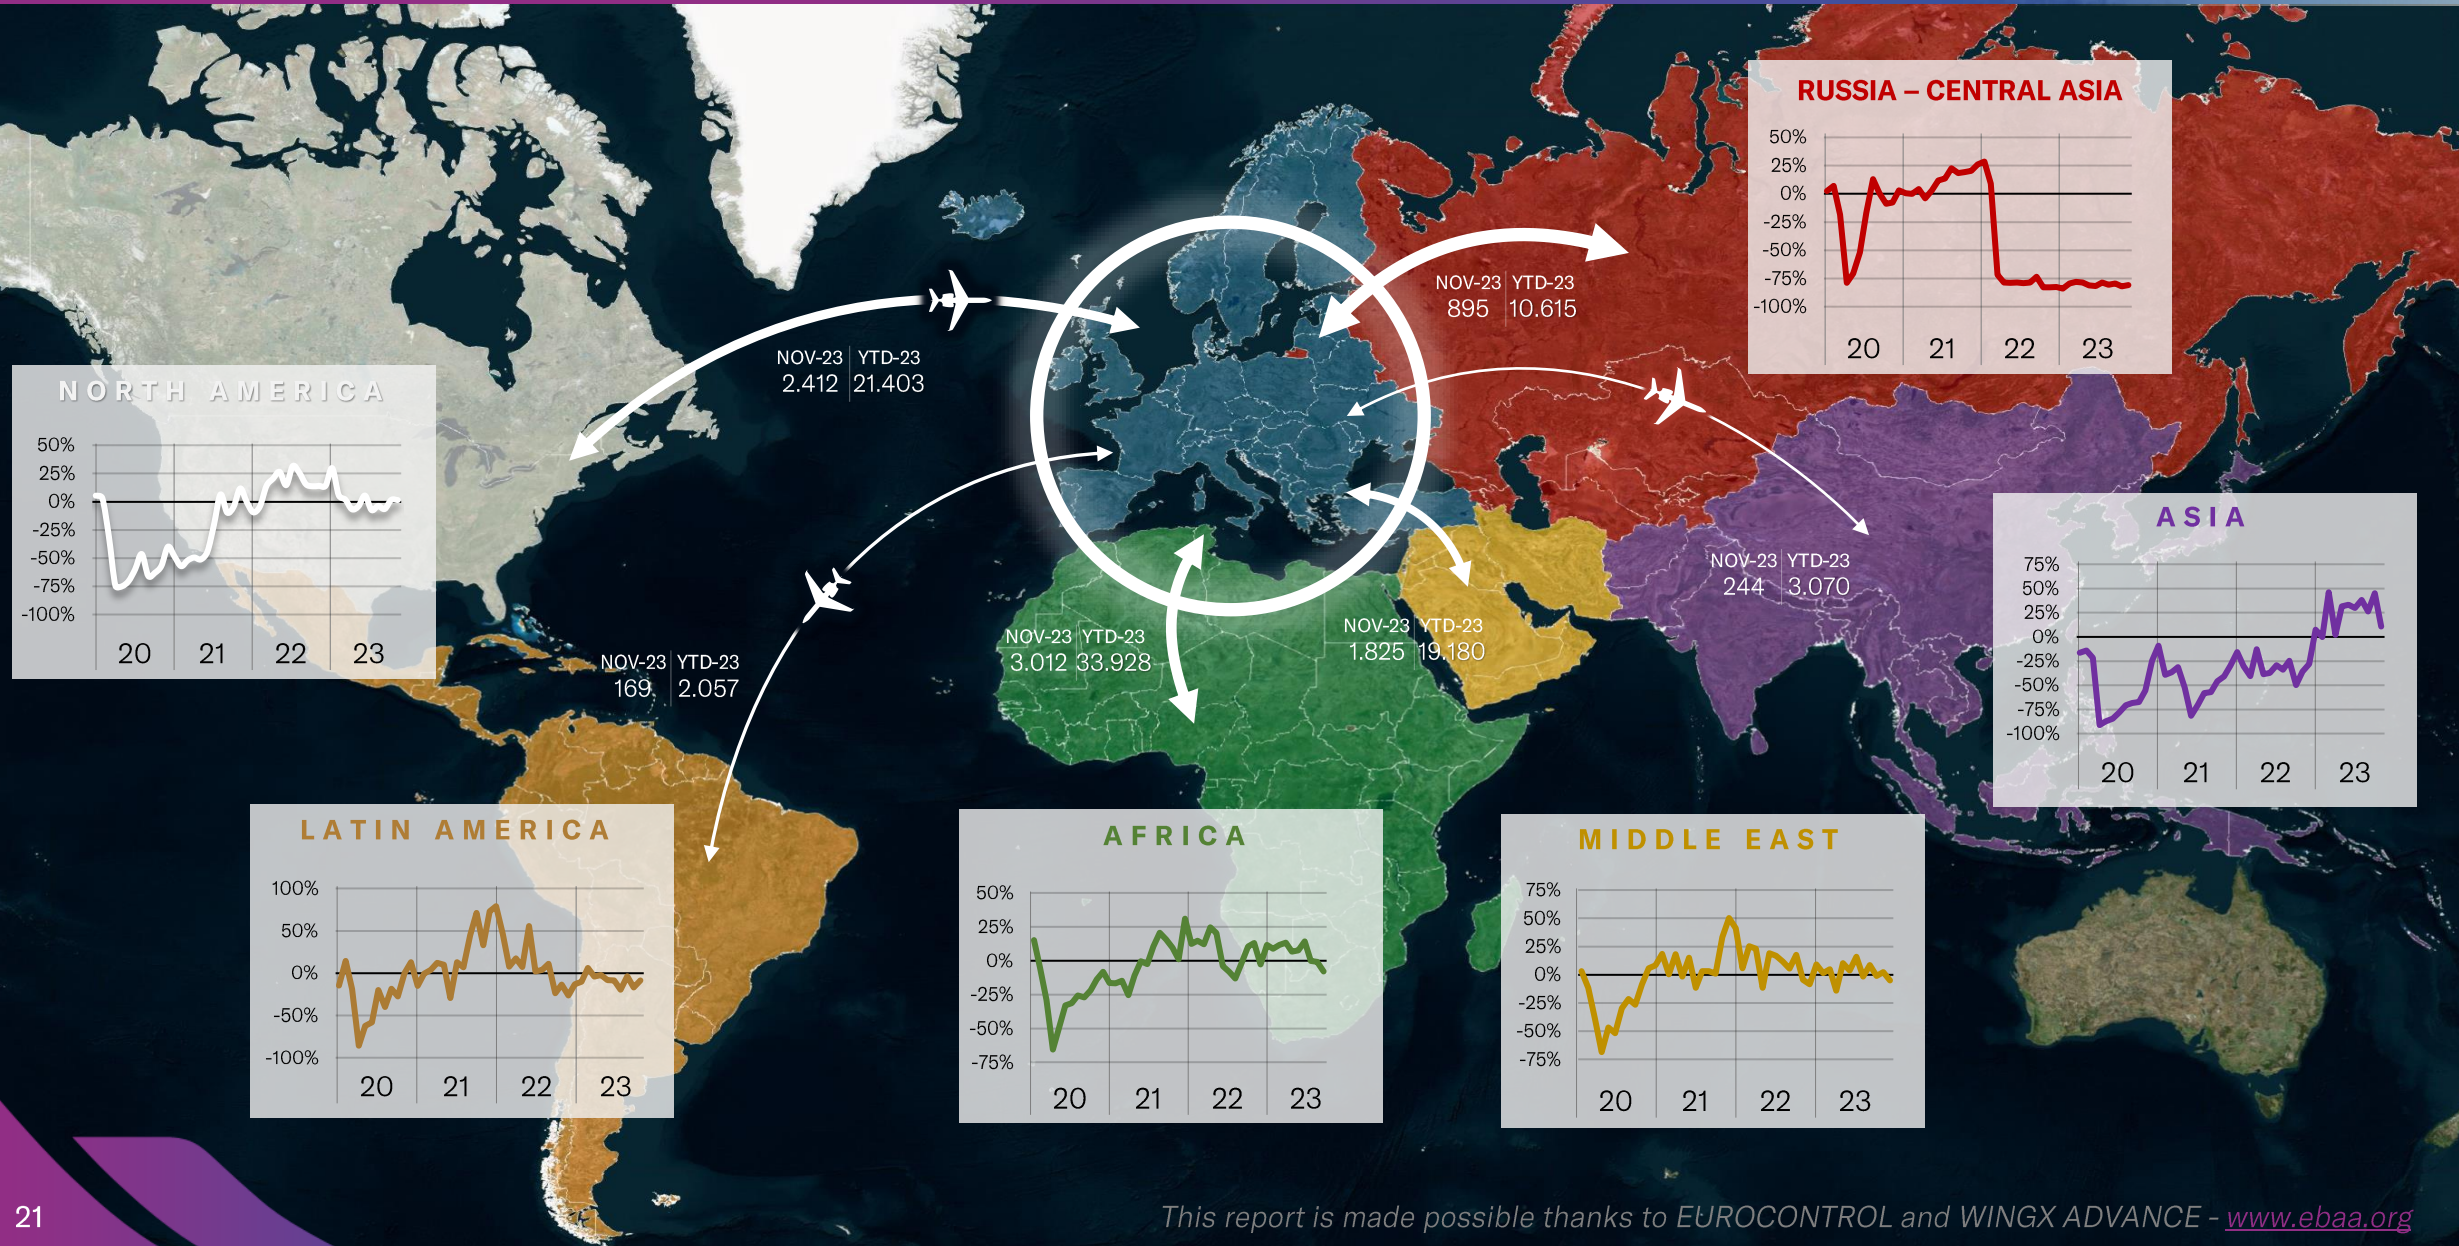 RUSSIA – CENTRAL ASIA
50%
25%
0%
-25%
-50%
-75%
-100%
20 21 22 23
NOV-23 YTD-23
895 10.615
NOV-23 YTD-23
2.412 21.403
NORTH AMERICA
50%
25%
0%
-25%
-50%
-75%
-100%
20 21 22 23
ASIA
75%
50%
25%
0%
-25%
-50%
-75%
-100%
20 21 22 23
NOV-23 YTD-23
244 3.070
NOV-23 YTD-23
3.012 33.928
NOV-23 YTD-23
1.825 19.180
NOV-23 YTD-23
169 2.057
LATIN AMERICA
100%
50%
0%
-50%
-100%
20 21 22 23
AFRICA
50%
25%
0%
-25%
-50%
-75%
20 21 22 23
MIDDLE EAST
75%
50%
25%
0%
-25%
-50%
-75%
20 21 22 23
21
This report is made possible thanks to EUROCONTROL and WINGX ADVANCE - www.ebaa.org